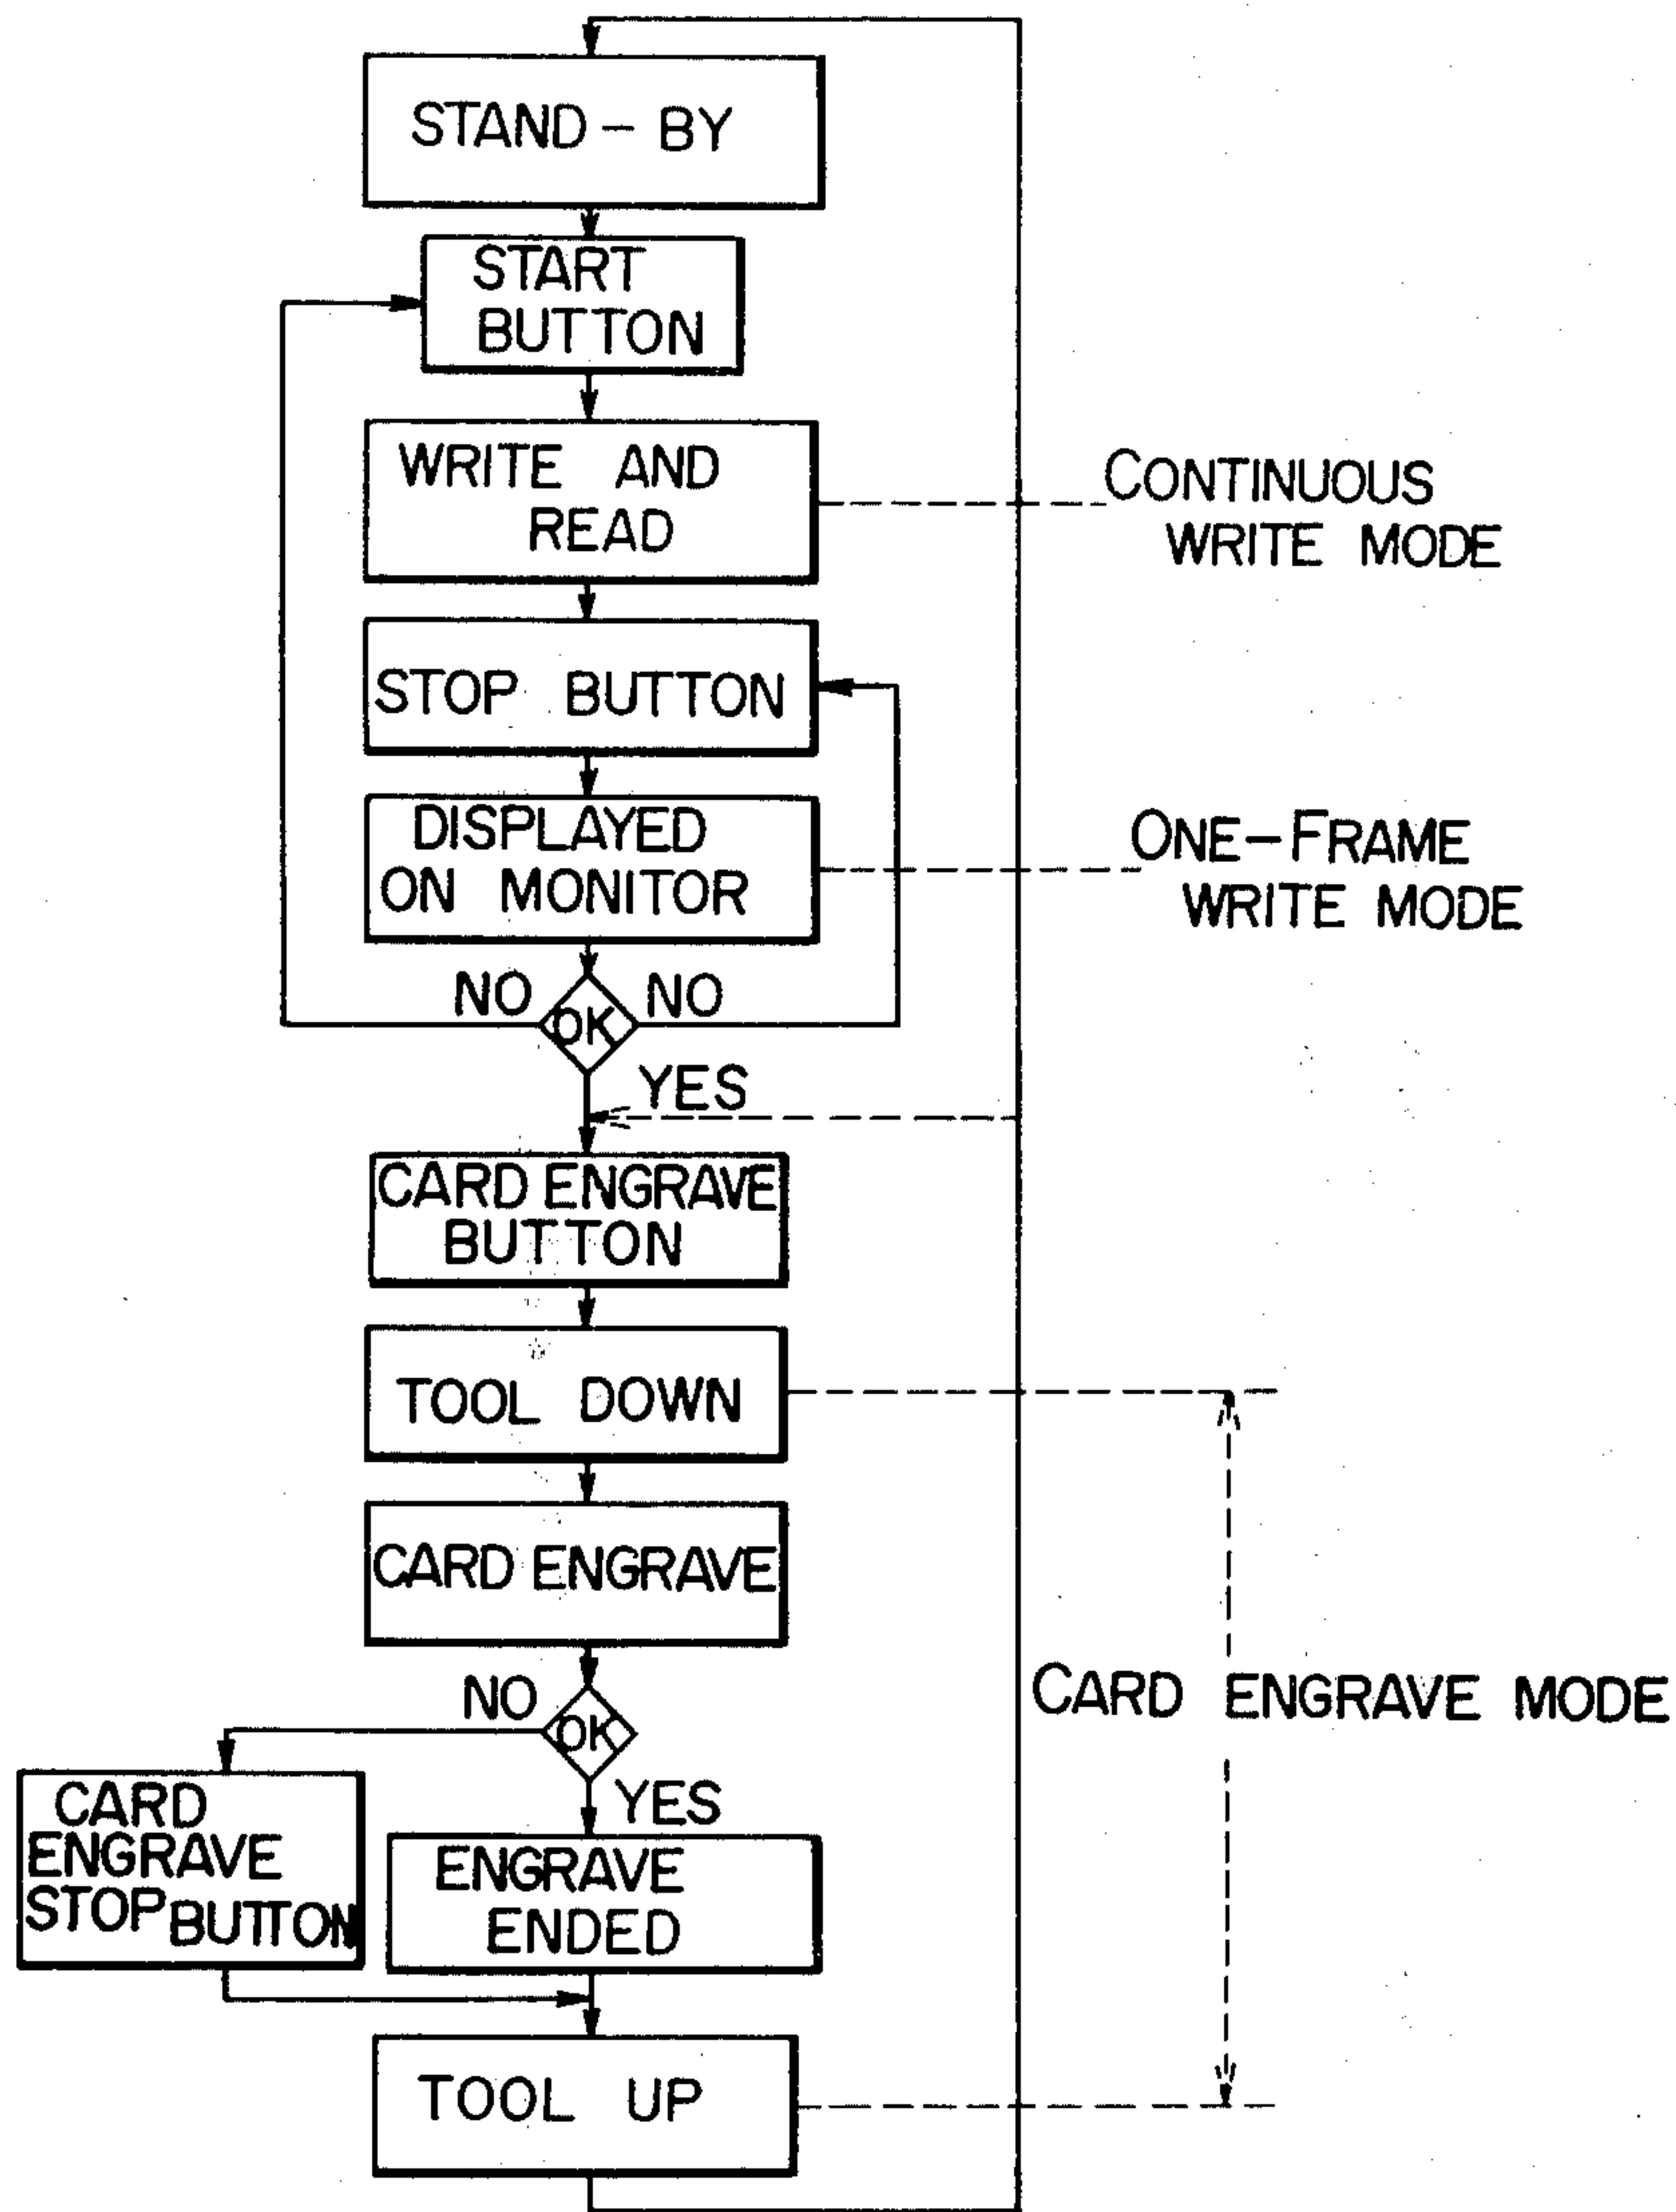 STAND-BY
START
BUTTON
WRITE AND
READ
CONTINUOUS
WRITE MODE
STOP BUTTON
DISPLAYED
ON MONITOR
ONE-FRAME
WRITE MODE
NO
OK
NO
YES
CARD ENGRAVE
BUTTON
TOOL DOWN
CARD ENGRAVE
NO
OK
CARD ENGRAVE MODE
YES
CARD
ENGRAVE
STOP BUTTON
ENGRAVE
ENDED
TOOL UP